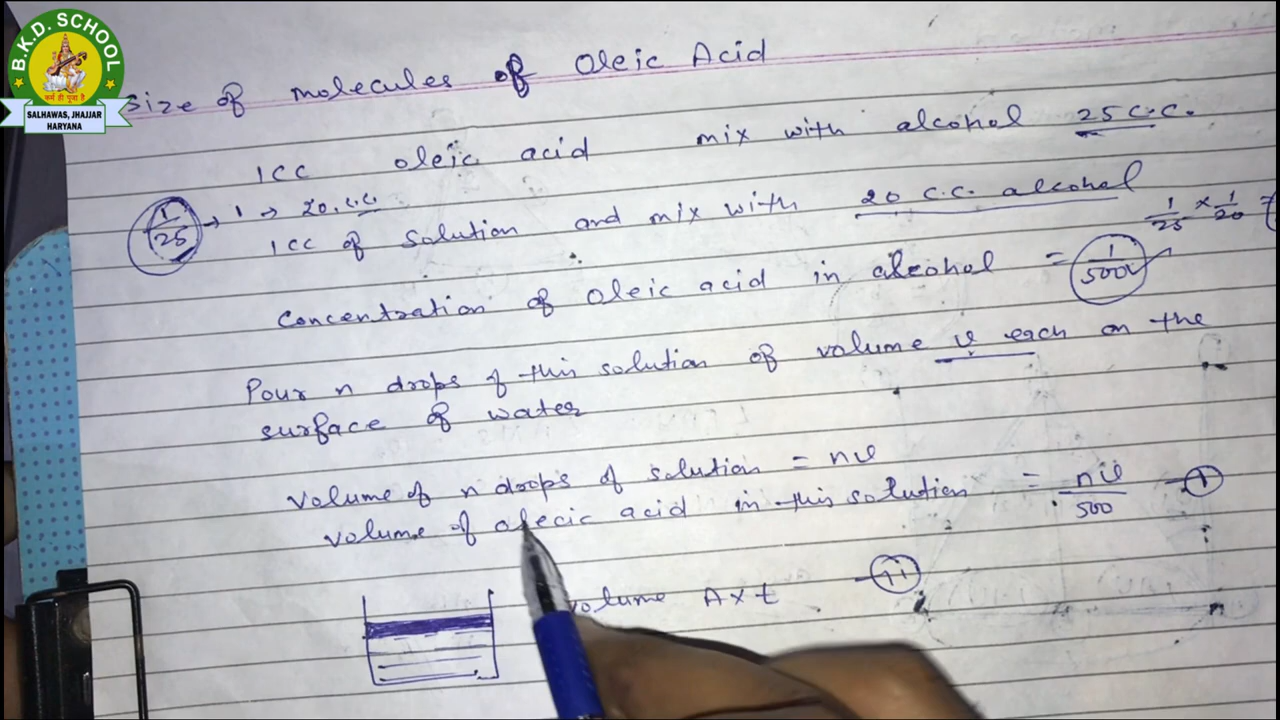 B.K.D. SCHOOL
कर्म ही पूजा है
SALHAWAS, JHAJJAR
HARYANA
Size of molecules of Oleic Acid
1CC oleic acid mix with alcohol 25 C.C.
1/25 → 1 → 20.C.C.
1CC of solution and mix with 20 C.C. alcohol
1/25 × 1/20 =
Concentration of oleic acid in alcohol = 1/500
Pour n drops of this solution of volume v each on the
surface of water
Volume of n drops of solution = nv
Volume of olecic acid in this solution = nv/500 - I
volume A×t - II